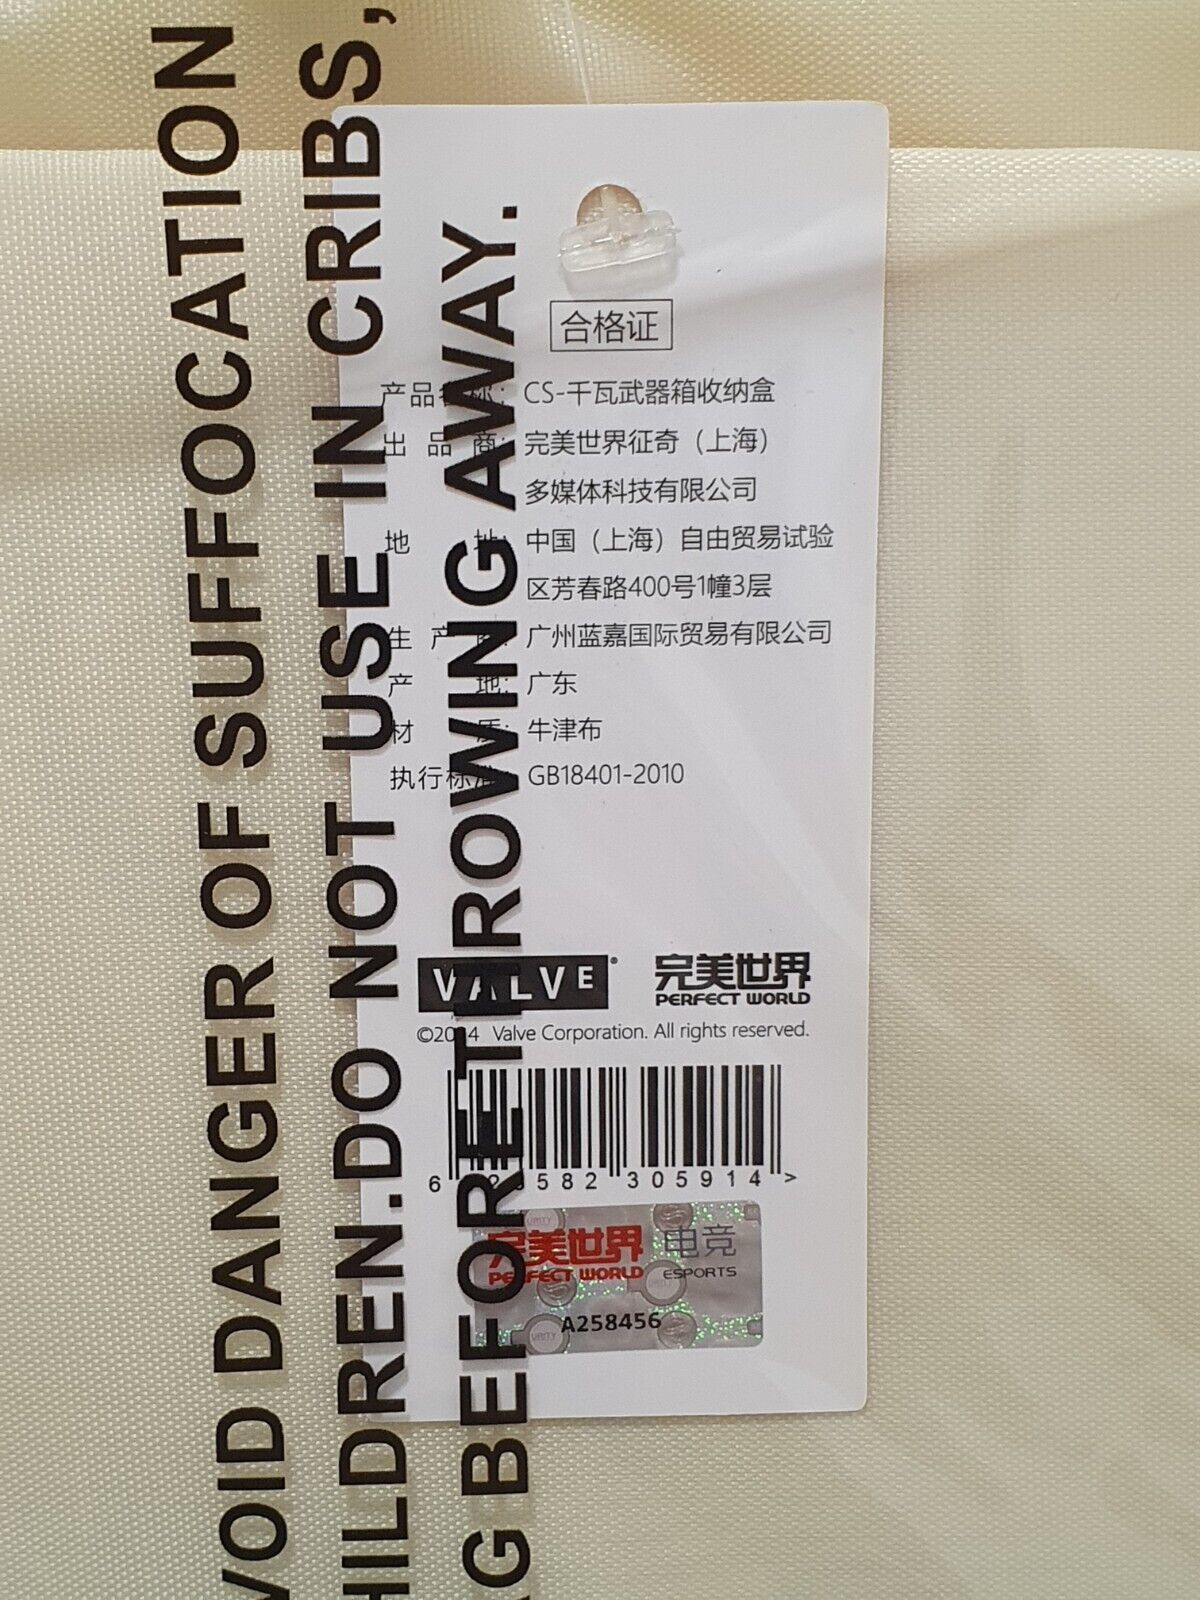 VOID DANGER OF SUFFOCATION
HILDREN.DO NOT USE IN CRIBS,
G BEFORE THROWING AWAY.
合格证
产品名称: CS-千瓦武器箱收纳盒
出品商: 完美世界征奇（上海）
多媒体科技有限公司
地址: 中国（上海）自由贸易试验
区芳春路400号1幢3层
生产商: 广州蓝嘉国际贸易有限公司
产地: 广东
材质: 牛津布
执行标准: GB18401-2010
VALVE® 完美世界
PERFECT WORLD
Valve Corporation. All rights reserved.
582 305914 >
完美世界 电竞
PERFECT WORLD ESPORTS
A258456